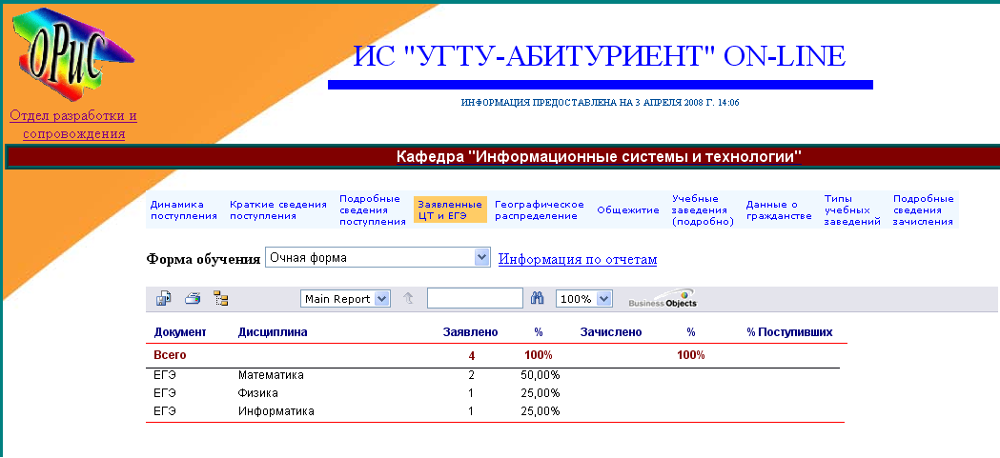 ОРиС
ИС "УГТУ-АБИТУРИЕНТ" ON-LINE
ИНФОРМАЦИЯ ПРЕДОСТАВЛЕНА НА 3 АПРЕЛЯ 2008 Г. 14:06
Отдел разработки и
сопровождения
Кафедра "Информационные системы и технологии"
Динамика
поступления
Краткие сведения
поступления
Подробные
сведения
поступления
Заявленные
ЦТ и ЕГЭ
Географическое
распределение
Общежитие
Учебные
заведения
(подробно)
Данные о
гражданстве
Типы
учебных
заведений
Подробные
сведения
зачисления
Форма обучения Очная форма Информация по отчетам
Main Report 100% Business Objects
Документ Дисциплина Заявлено % Зачислено % % Поступивших
Всего 4 100% 100%
ЕГЭ Математика 2 50,00%
ЕГЭ Физика 1 25,00%
ЕГЭ Информатика 1 25,00%